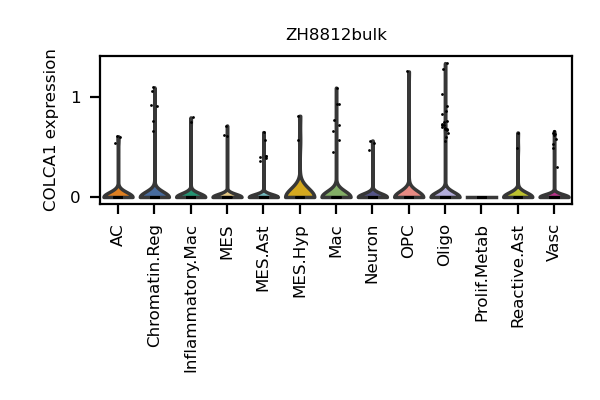 ZH8812bulk
COLCA1 expression
1
0
AC
Chromatin.Reg
Inflammatory.Mac
MES
MES.Ast
MES.Hyp
Mac
Neuron
OPC
Oligo
Prolif.Metab
Reactive.Ast
Vasc